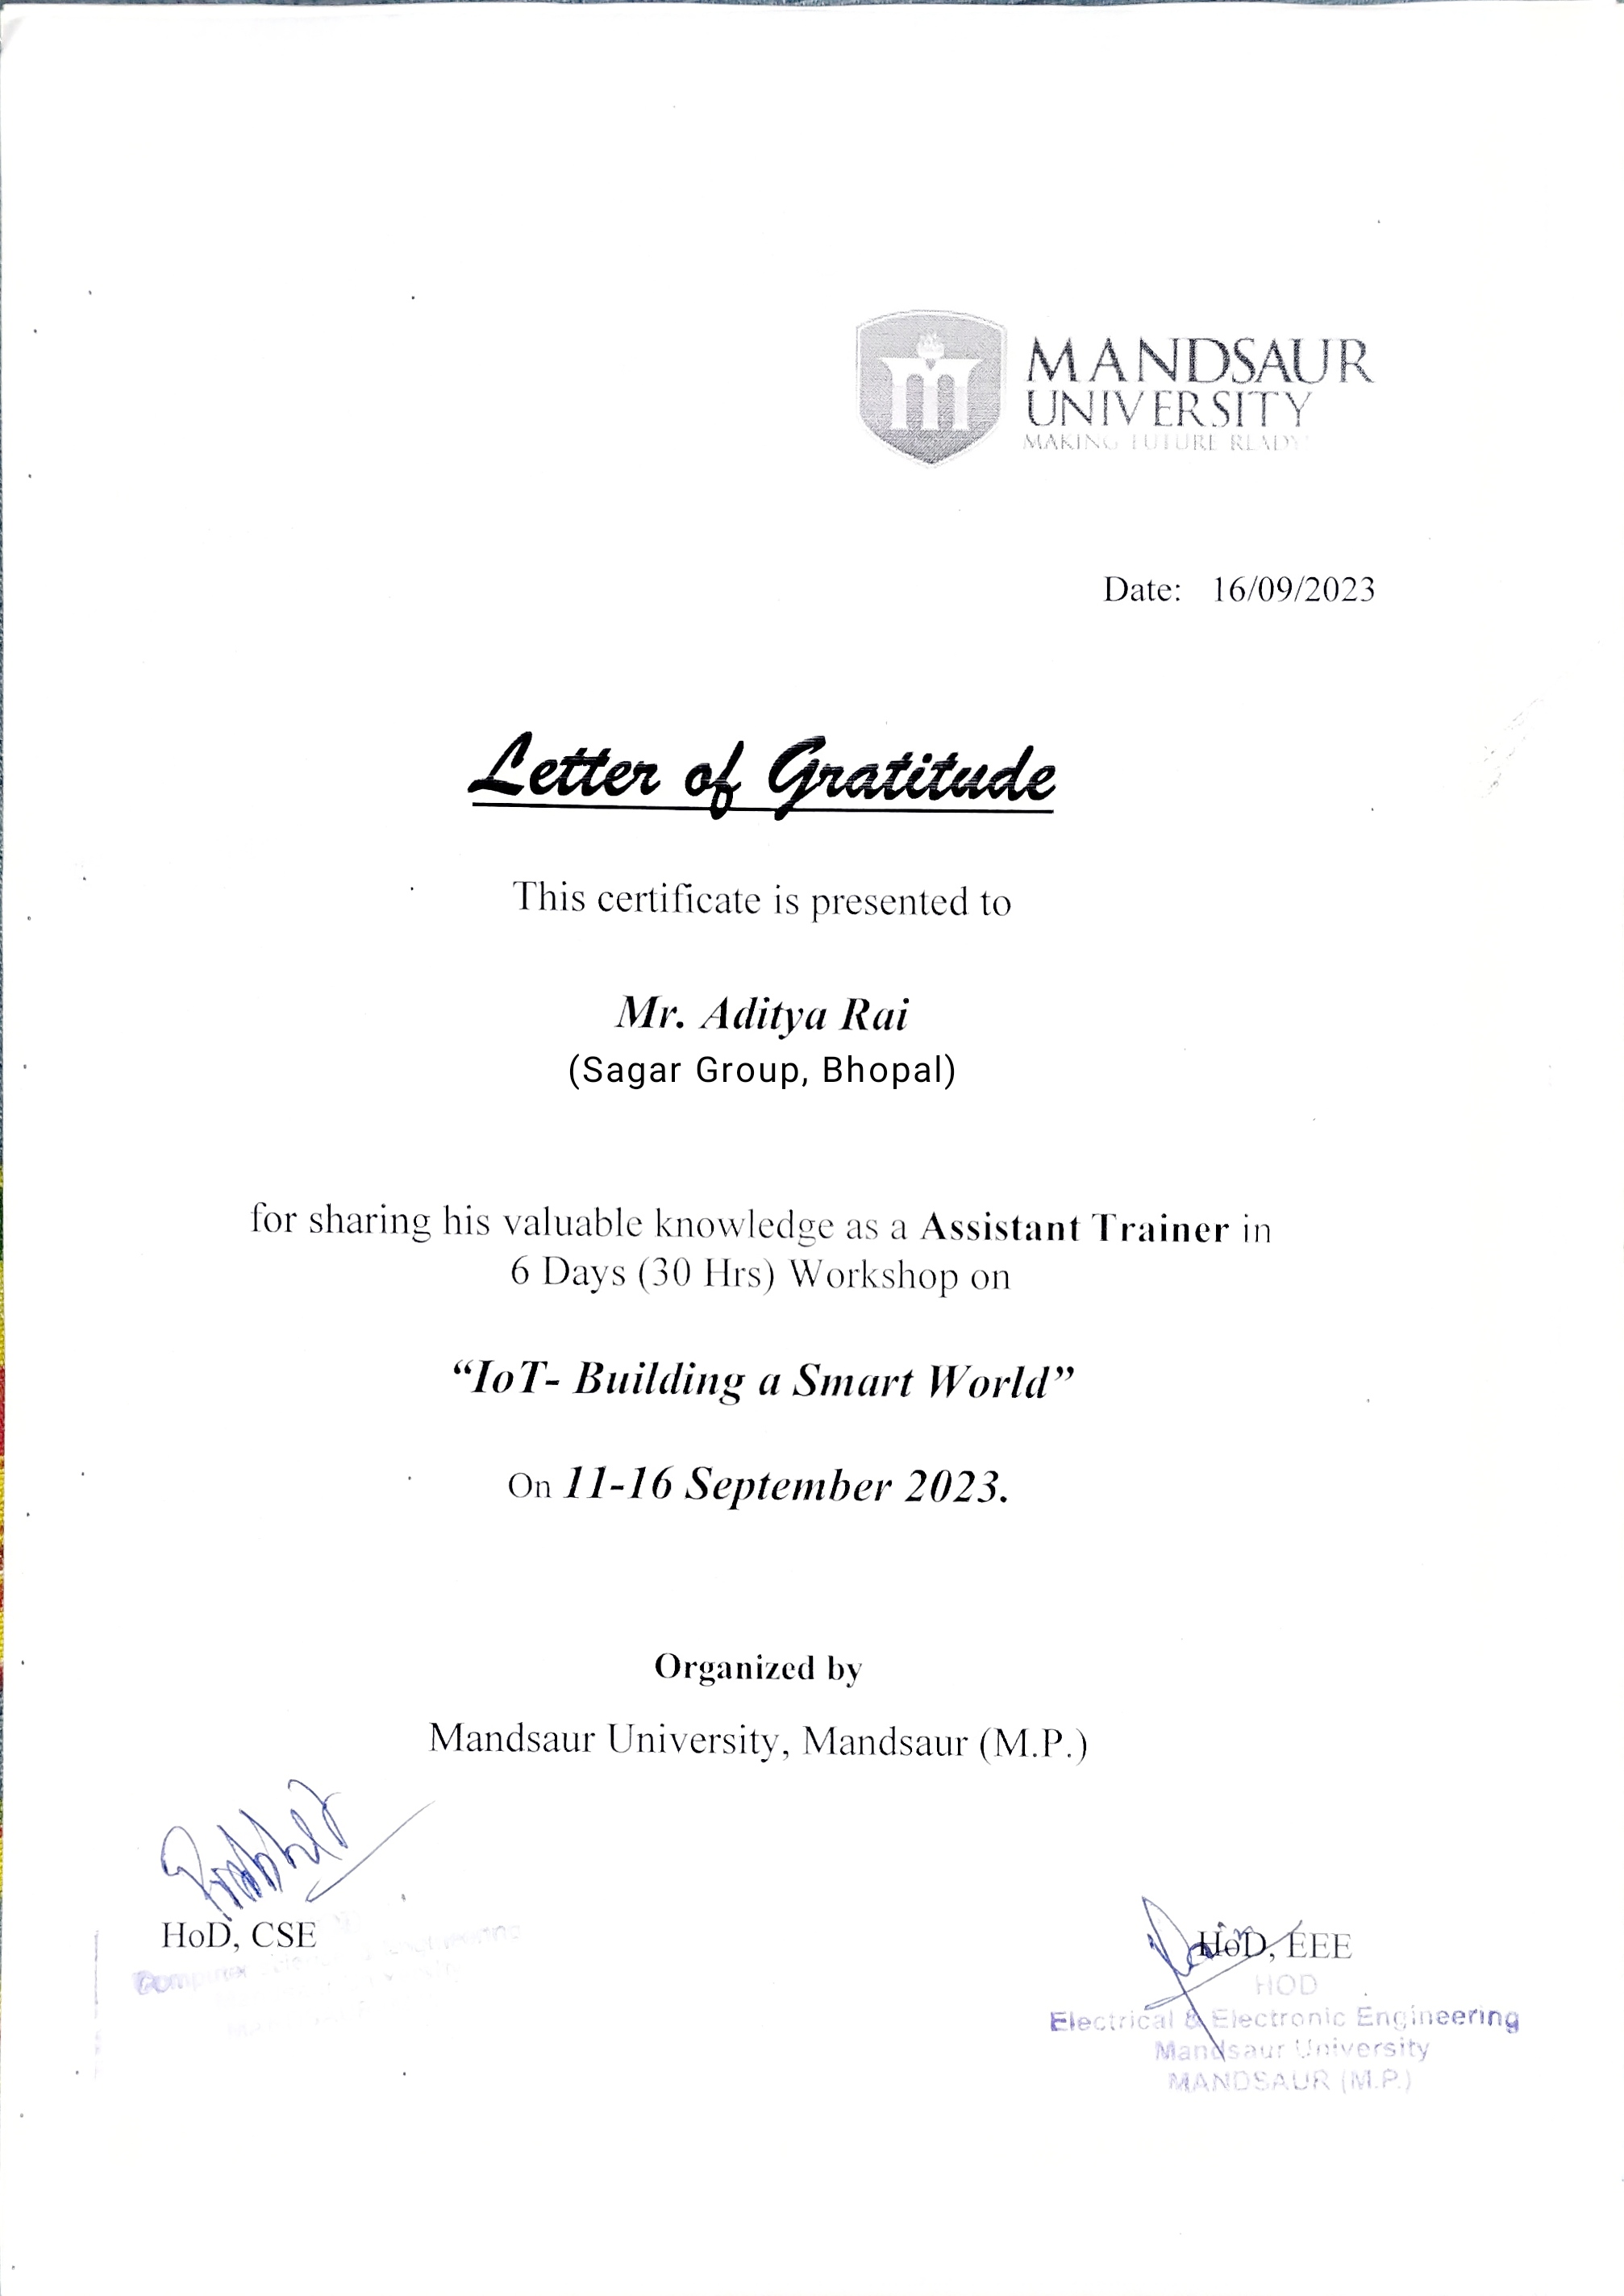 MANDSAUR
UNIVERSITY
MAKING FUTURE READY
Date: 16/09/2023
Letter of Gratitude
This certificate is presented to
Mr. Aditya Rai
(Sagar Group, Bhopal)
for sharing his valuable knowledge as a Assistant Trainer in
6 Days (30 Hrs) Workshop on
“IoT- Building a Smart World”
On 11-16 September 2023.
Organized by
Mandsaur University, Mandsaur (M.P.)
HoD, CSE
HoD, EEE
HOD
Electrical & Electronic Engineering
Mandsaur University
MANDSAUR (M.P.)